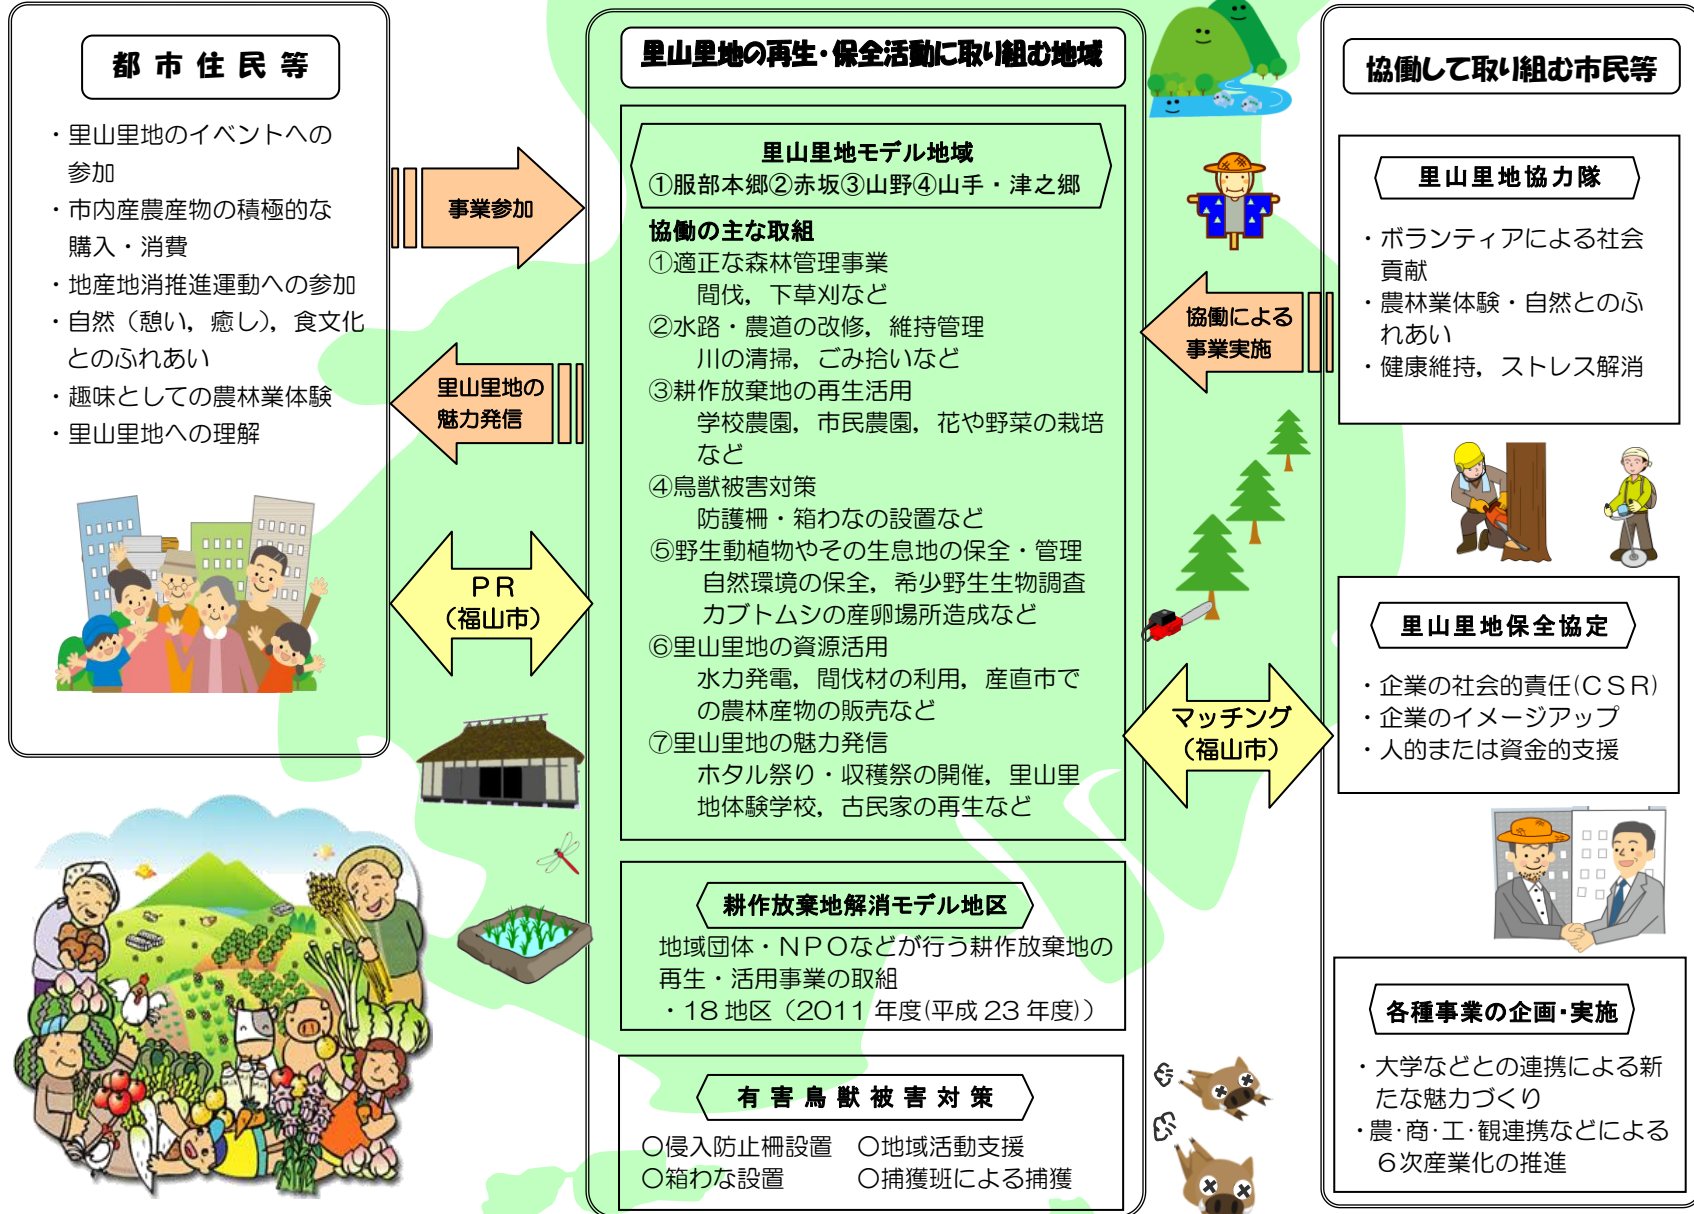 都市住民等
・里山里地のイベントへの
参加
・市内産農産物の積極的な
購入・消費
・地産地消推進運動への参加
・自然（憩い，癒し），食文化
とのふれあい
・趣味としての農林業体験
・里山里地への理解
事業参加
里山里地の
魅力発信
ＰＲ
（福山市）
里山里地の再生・保全活動に取り組む地域
里山里地モデル地域
①服部本郷②赤坂③山野④山手・津之郷
協働の主な取組
①適正な森林管理事業
間伐，下草刈など
②水路・農道の改修，維持管理
川の清掃，ごみ拾いなど
③耕作放棄地の再生活用
学校農園，市民農園，花や野菜の栽培
など
④鳥獣被害対策
防護柵・箱わなの設置など
⑤野生動植物やその生息地の保全・管理
自然環境の保全，希少野生生物調査
カブトムシの産卵場所造成など
⑥里山里地の資源活用
水力発電，間伐材の利用，産直市で
の農林産物の販売など
⑦里山里地の魅力発信
ホタル祭り・収穫祭の開催，里山里
地体験学校，古民家の再生など
耕作放棄地解消モデル地区
地域団体・ＮＰＯなどが行う耕作放棄地の
再生・活用事業の取組
・18 地区（2011 年度(平成 23 年度)）
有害鳥獣被害対策
○侵入防止柵設置　○地域活動支援
○箱わな設置　○捕獲班による捕獲
協働による
事業実施
マッチング
（福山市）
協働して取り組む市民等
里山里地協力隊
・ボランティアによる社会
貢献
・農林業体験・自然とのふ
れあい
・健康維持，ストレス解消
里山里地保全協定
・企業の社会的責任(ＣＳＲ)
・企業のイメージアップ
・人的または資金的支援
各種事業の企画・実施
・大学などとの連携による新
たな魅力づくり
・農・商・工・観連携などによる
６次産業化の推進